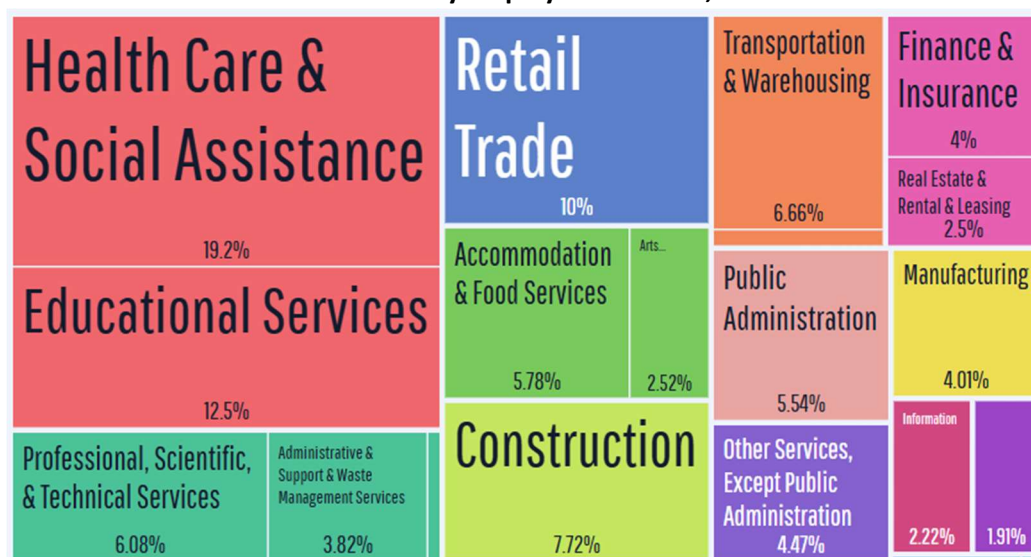 Health Care &
Social Assistance
19.2%
Educational Services
12.5%
Professional, Scientific,
& Technical Services
6.08%
Administrative &
Support & Waste
Management Services
3.82%
Retail
Trade
10%
Accommodation
& Food Services
5.78%
Arts...
2.52%
Construction
7.72%
Transportation
& Warehousing
6.66%
Finance &
Insurance
4%
Real Estate &
Rental & Leasing
2.5%
Public
Administration
5.54%
Manufacturing
4.01%
Other Services,
Except Public
Administration
4.47%
Information
2.22%
1.91%